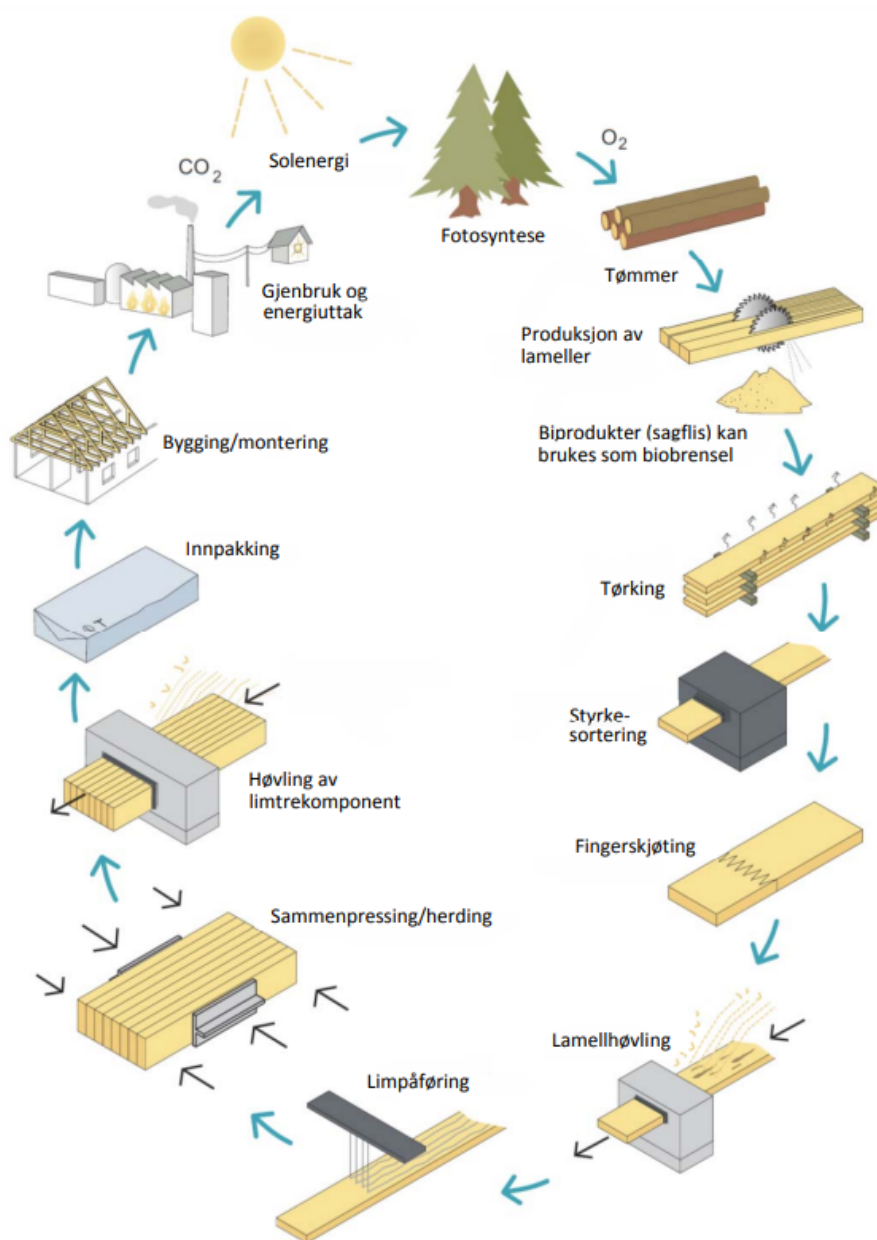 Solenergi
CO₂
O₂
Fotosyntese
Tømmer
Produksjon av
lameller
Biprodukter (sagflis) kan
brukes som biobrensel
Tørking
Styrke-
sortering
Fingerskjøting
Lamellhøvling
Limpåføring
Sammenpressing/herding
Høvling av
limtrekomponent
Innpakking
Bygging/montering
Gjenbruk og
energiuttak